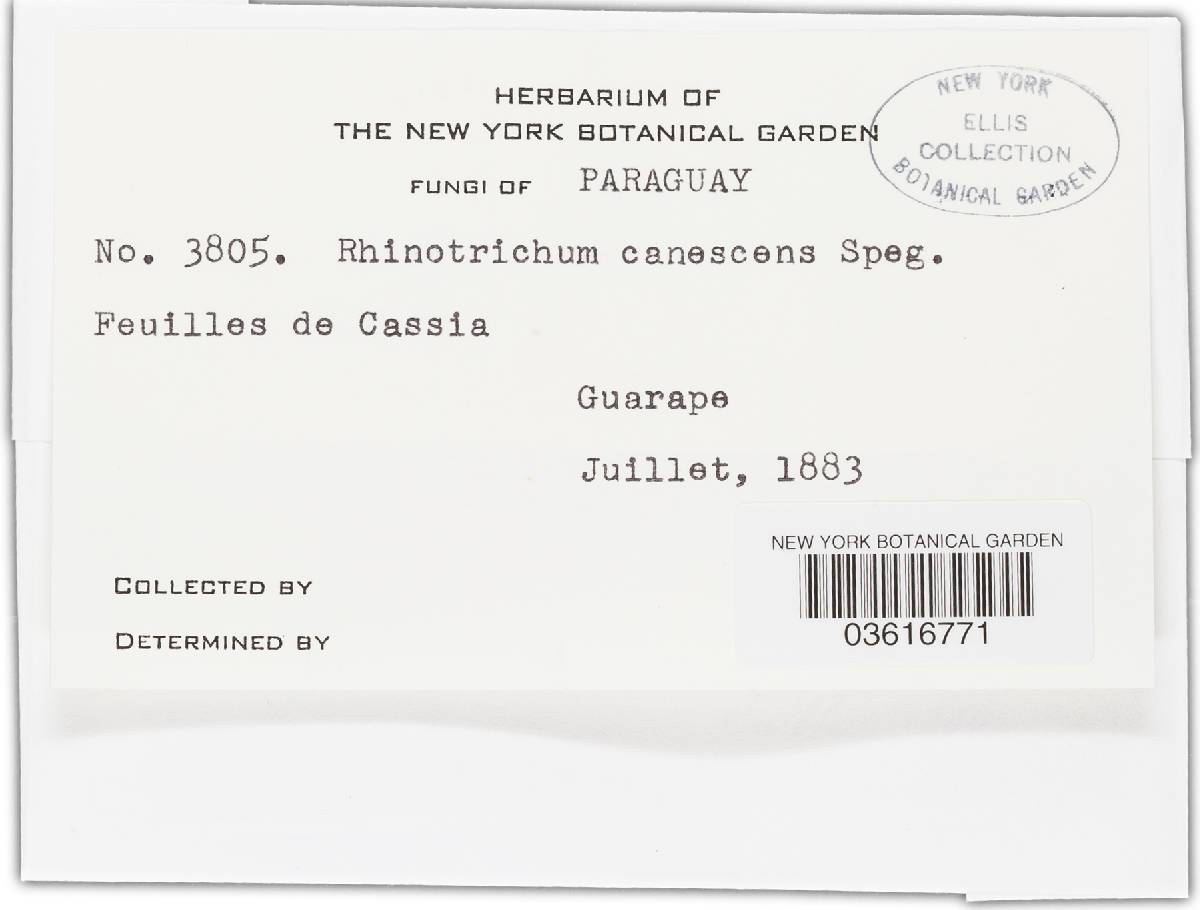 HERBARIUM OF
THE NEW YORK BOTANICAL GARDEN
FUNGI OF PARAGUAY
NEW YORK
ELLIS
COLLECTION
BOTANICAL GARDEN
No. 3805. Rhinotrichum canescens Speg.
Feuilles de Cassia
Guarape
Juillet, 1883
NEW YORK BOTANICAL GARDEN
03616771
COLLECTED BY
DETERMINED BY